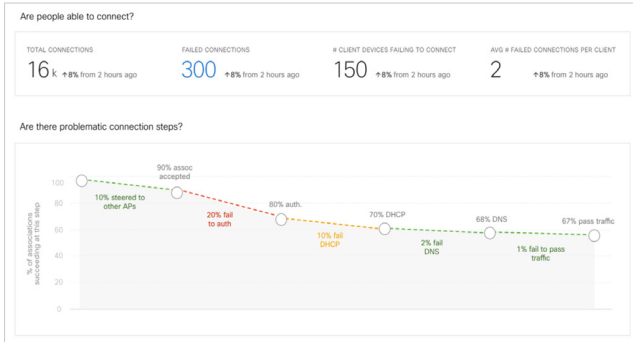 Are people able to connect?
TOTAL CONNECTIONS
16 k ↑8% from 2 hours ago
FAILED CONNECTIONS
300 ↑8% from 2 hours ago
# CLIENT DEVICES FAILING TO CONNECT
150 ↑8% from 2 hours ago
AVG # FAILED CONNECTIONS PER CLIENT
2 ↑8% from 2 hours ago
Are there problematic connection steps?
% of associations
succeeding at this step
100
80
60
40
20
0
10% steered to
other APs
90% assoc
accepted
20% fail
to auth
80% auth.
10% fail
DHCP
70% DHCP
2% fail
DNS
68% DNS
1% fail to pass
traffic
67% pass traffic